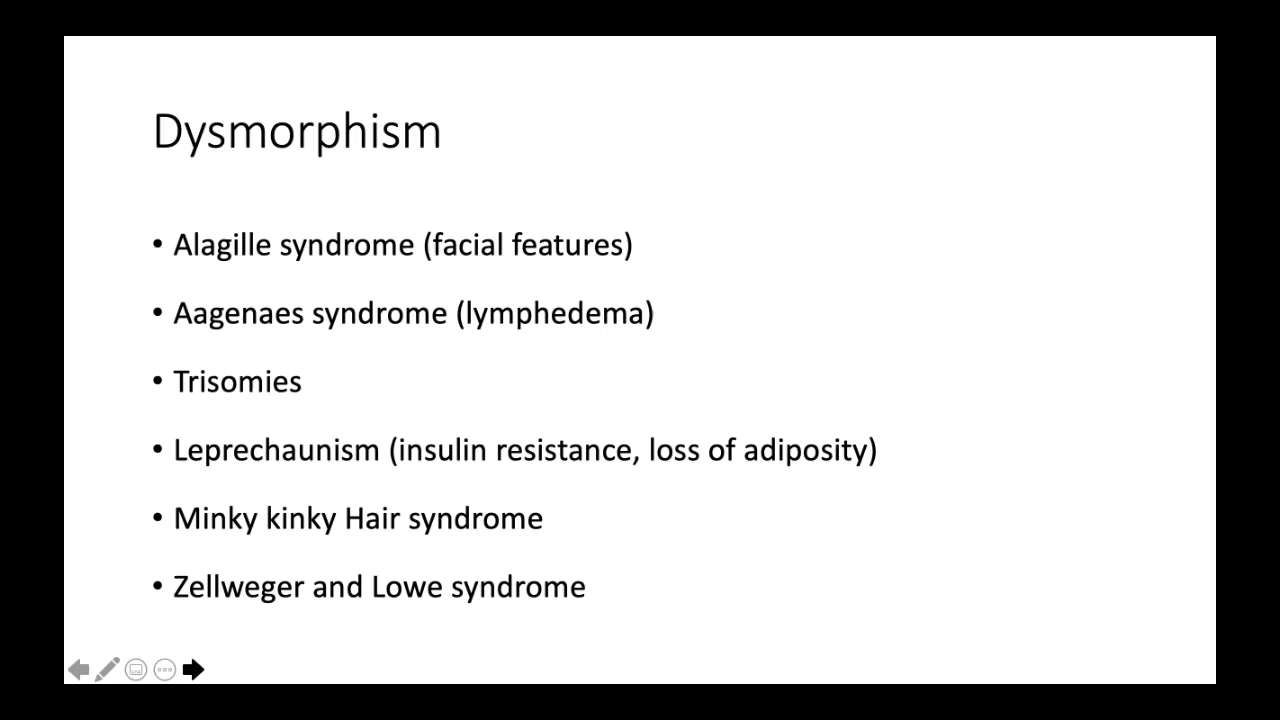 Dysmorphism
• Alagille syndrome (facial features)
• Aagenaes syndrome (lymphedema)
• Trisomies
• Leprechaunism (insulin resistance, loss of adiposity)
• Minky kinky Hair syndrome
• Zellweger and Lowe syndrome